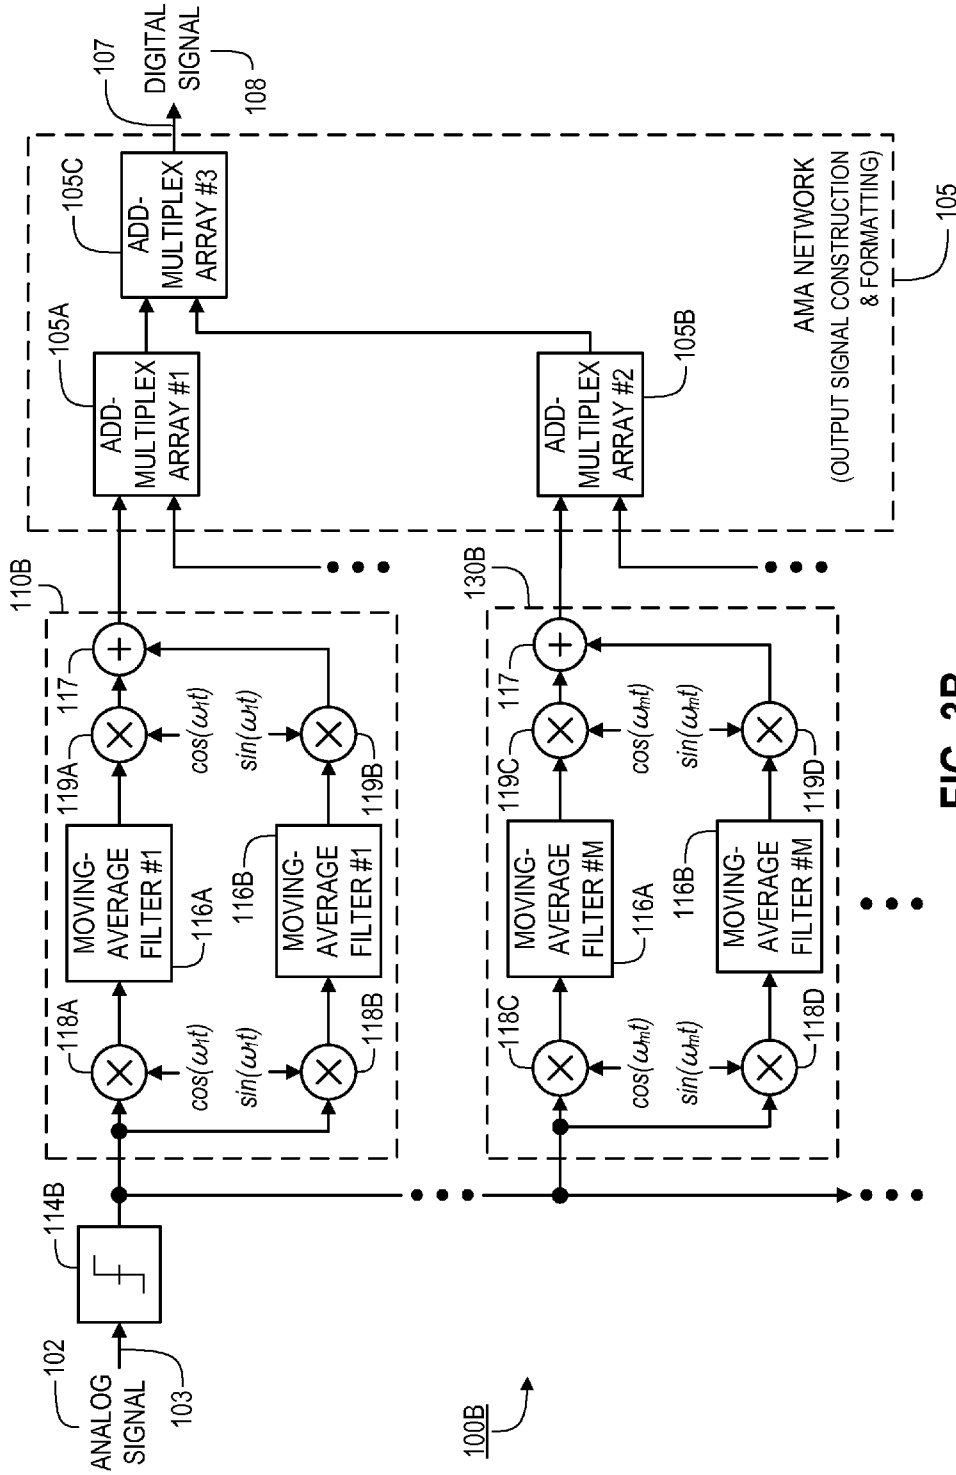 102
ANALOG
SIGNAL
103
114B
110B
118A
cos(ω₁t)
sin(ω₁t)
118B
MOVING-
AVERAGE
FILTER #1
116A
116B
MOVING-
AVERAGE
FILTER #1
119A
117
cos(ω₁t)
sin(ω₁t)
119B
105A
ADD-
MULTIPLEX
ARRAY #1
105C
ADD-
MULTIPLEX
ARRAY #3
107
DIGITAL
SIGNAL
108
130B
118C
cos(ωₘt)
sin(ωₘt)
118D
MOVING-
AVERAGE
FILTER #M
116A
116B
MOVING-
AVERAGE
FILTER #M
119C
117
cos(ωₘt)
sin(ωₘt)
119D
ADD-
MULTIPLEX
ARRAY #2
105B
AMA NETWORK
(OUTPUT SIGNAL CONSTRUCTION
& FORMATTING)
105
100B
FIG. 3B